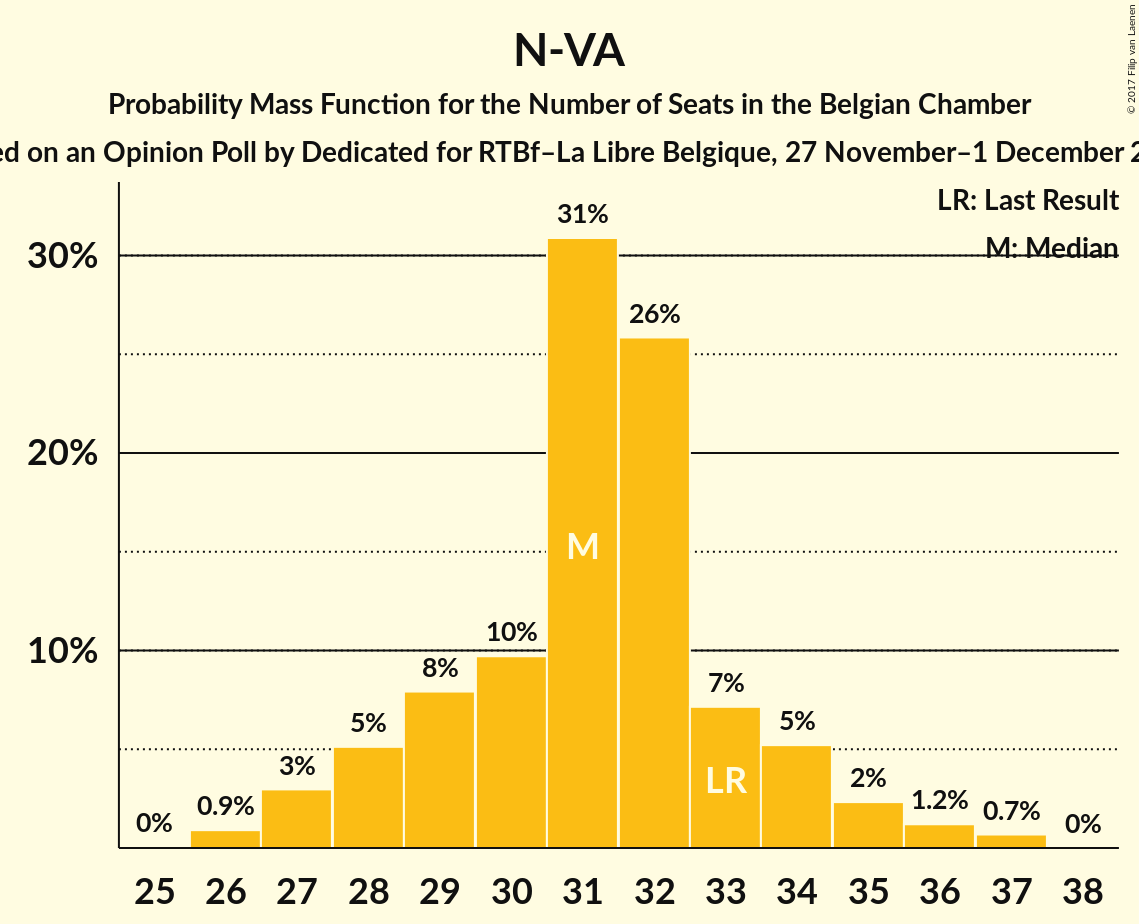 N-VA
Probability Mass Function for the Number of Seats in the Belgian Chamber
on an Opinion Poll by Dedicated for RTBf–La Libre Belgique, 27 November–1 December
© 2017 Filip van Laenen
LR: Last Result
M: Median
30%
20%
10%
0%
0.9%
3%
5%
8%
10%
31%
26%
7%
5%
2%
1.2%
0.7%
0%
M
LR
25 26 27 28 29 30 31 32 33 34 35 36 37 38